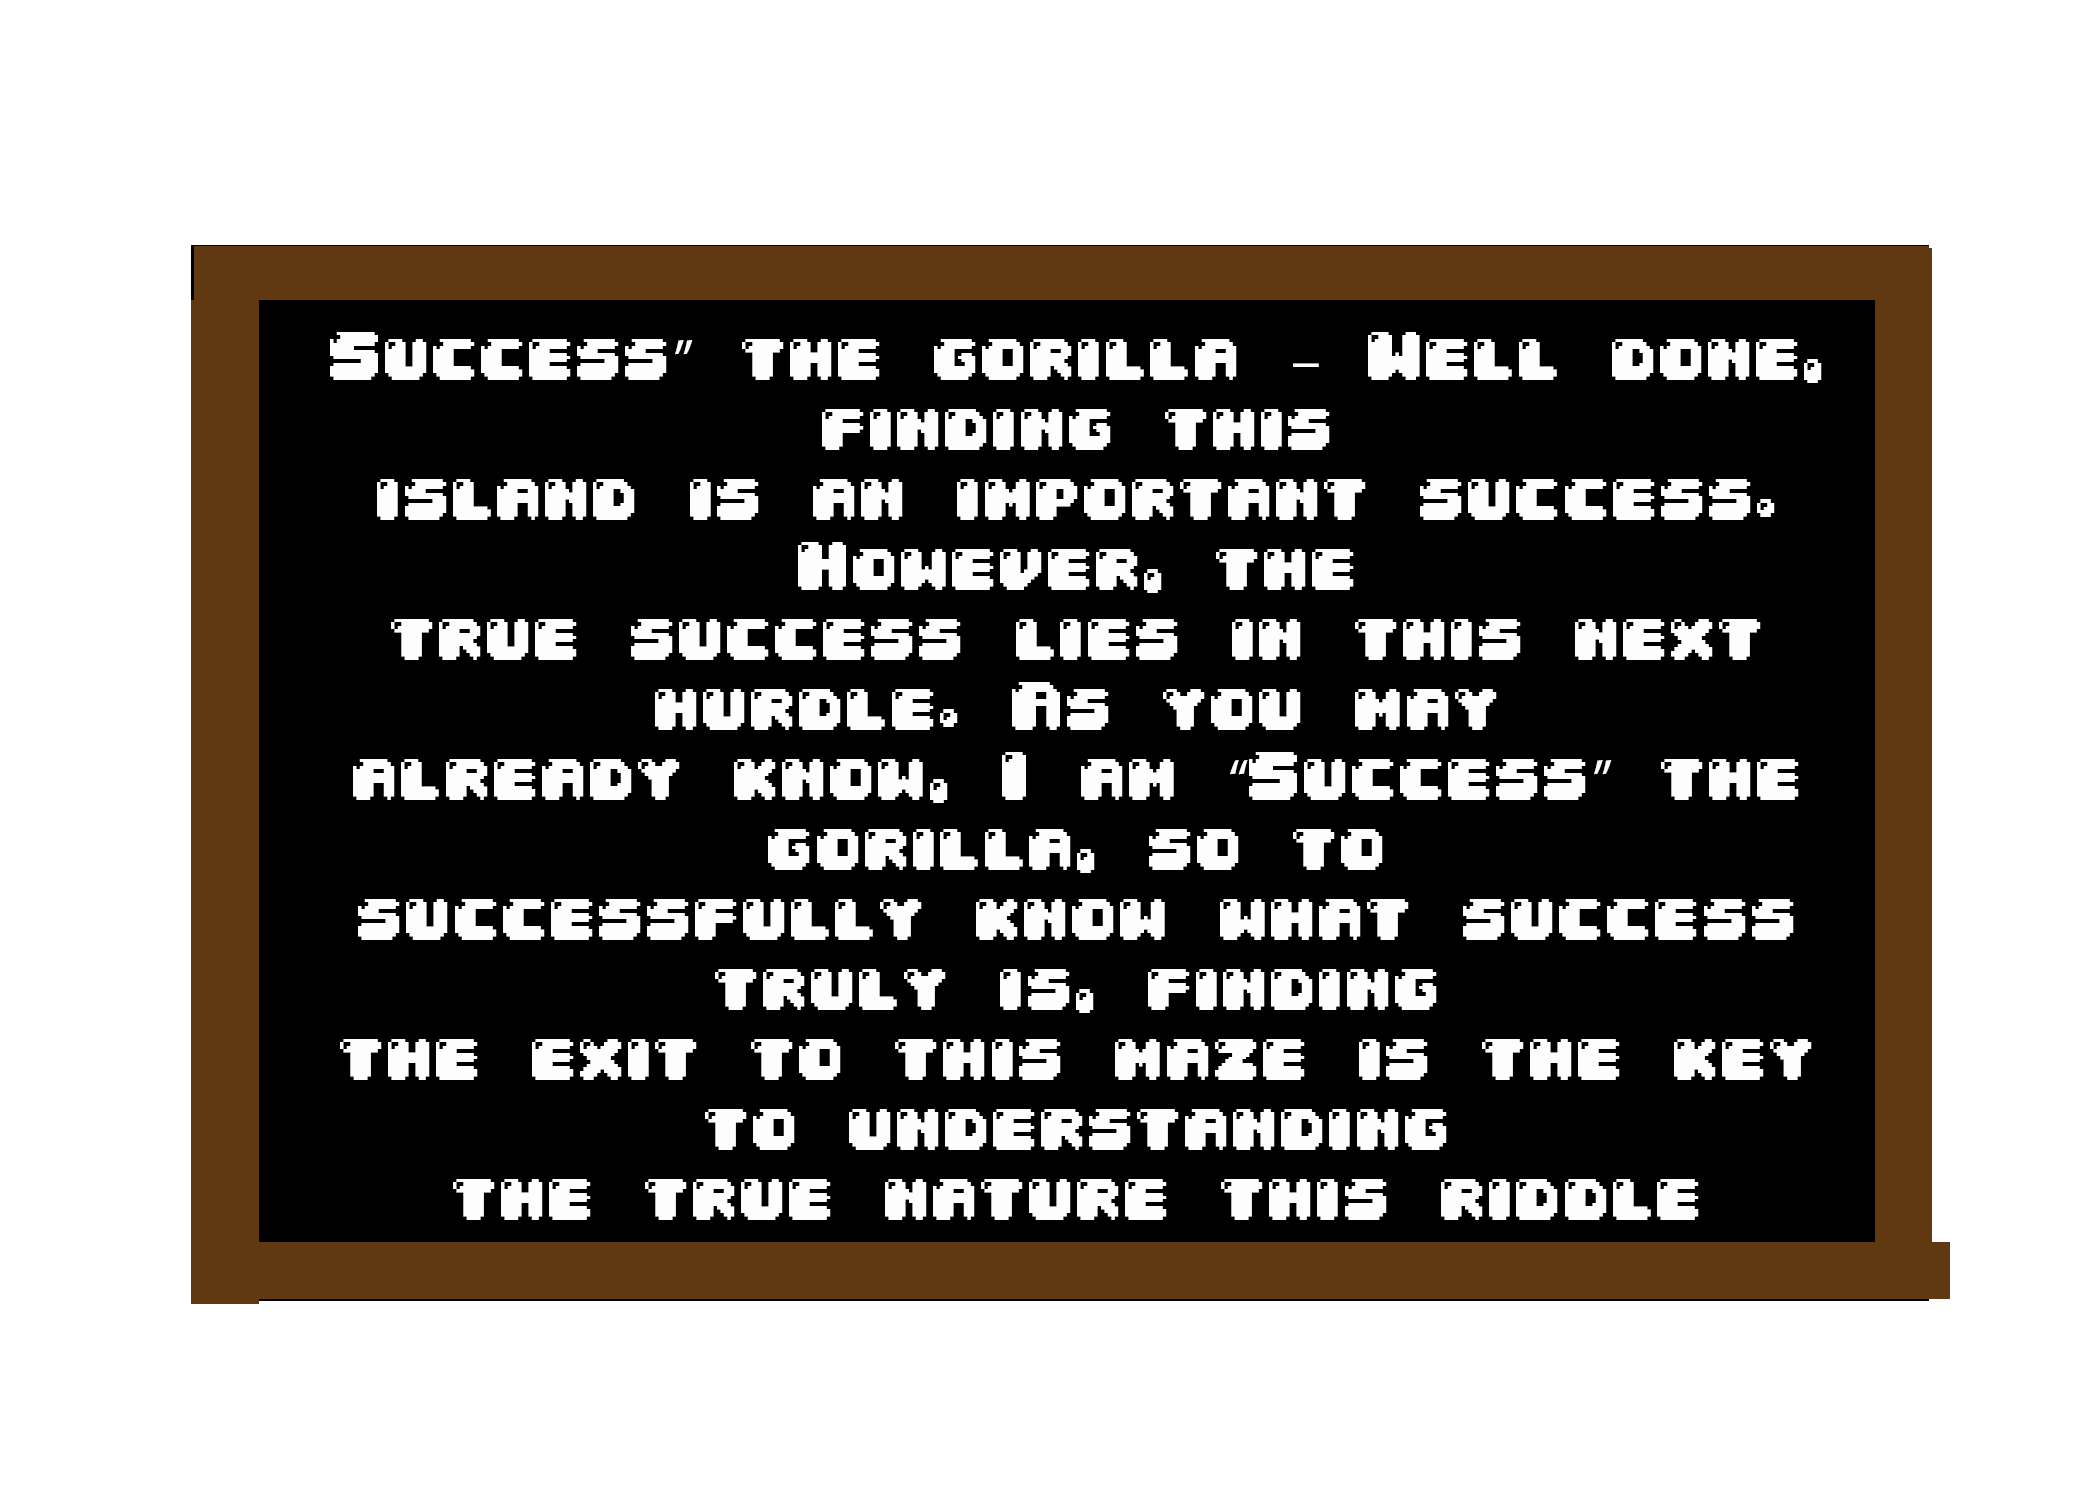 Success” the gorilla – Well done,
finding this
island is an important success.
However, the
true success lies in this next
hurdle. As you may
already know, I am “Success” the
gorilla, so to
successfully know what success
truly is, finding
the exit to this maze is the key
to understanding
the true nature this riddle